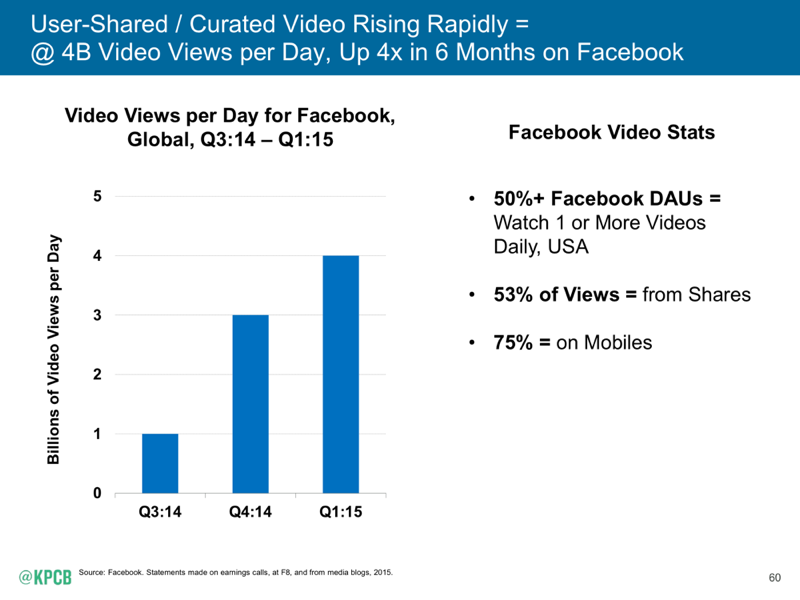 User-Shared / Curated Video Rising Rapidly =
@ 4B Video Views per Day, Up 4x in 6 Months on Facebook
Video Views per Day for Facebook,
Global, Q3:14 – Q1:15
Billions of Video Views per Day
5
4
3
2
1
0
Q3:14 Q4:14 Q1:15
Facebook Video Stats
• 50%+ Facebook DAUs =
Watch 1 or More Videos
Daily, USA
• 53% of Views = from Shares
• 75% = on Mobiles
@KPCB
Source: Facebook. Statements made on earnings calls, at F8, and from media blogs, 2015.
60